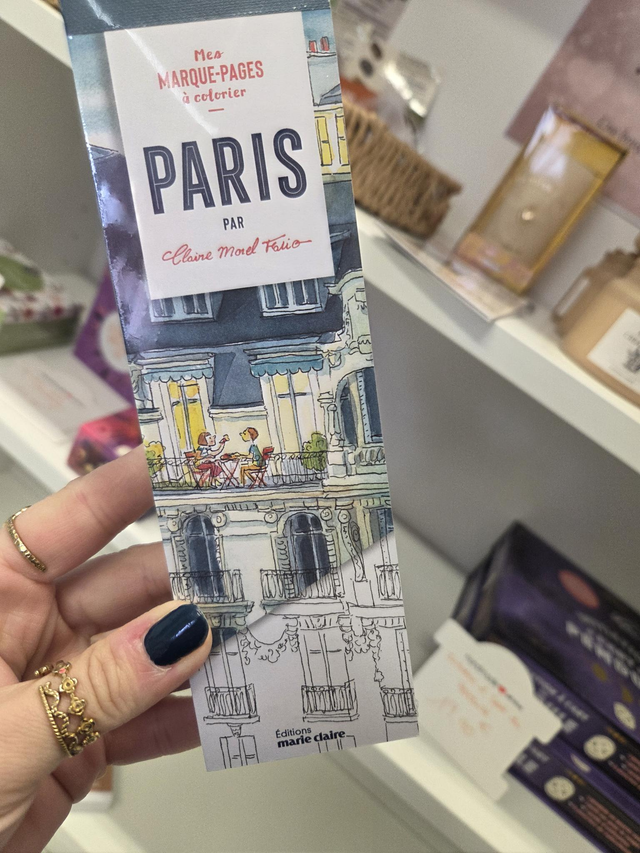 Mes
MARQUE-PAGES
à colorier
PARIS
PAR
Claire Morel Fatio
Éditions
marie claire